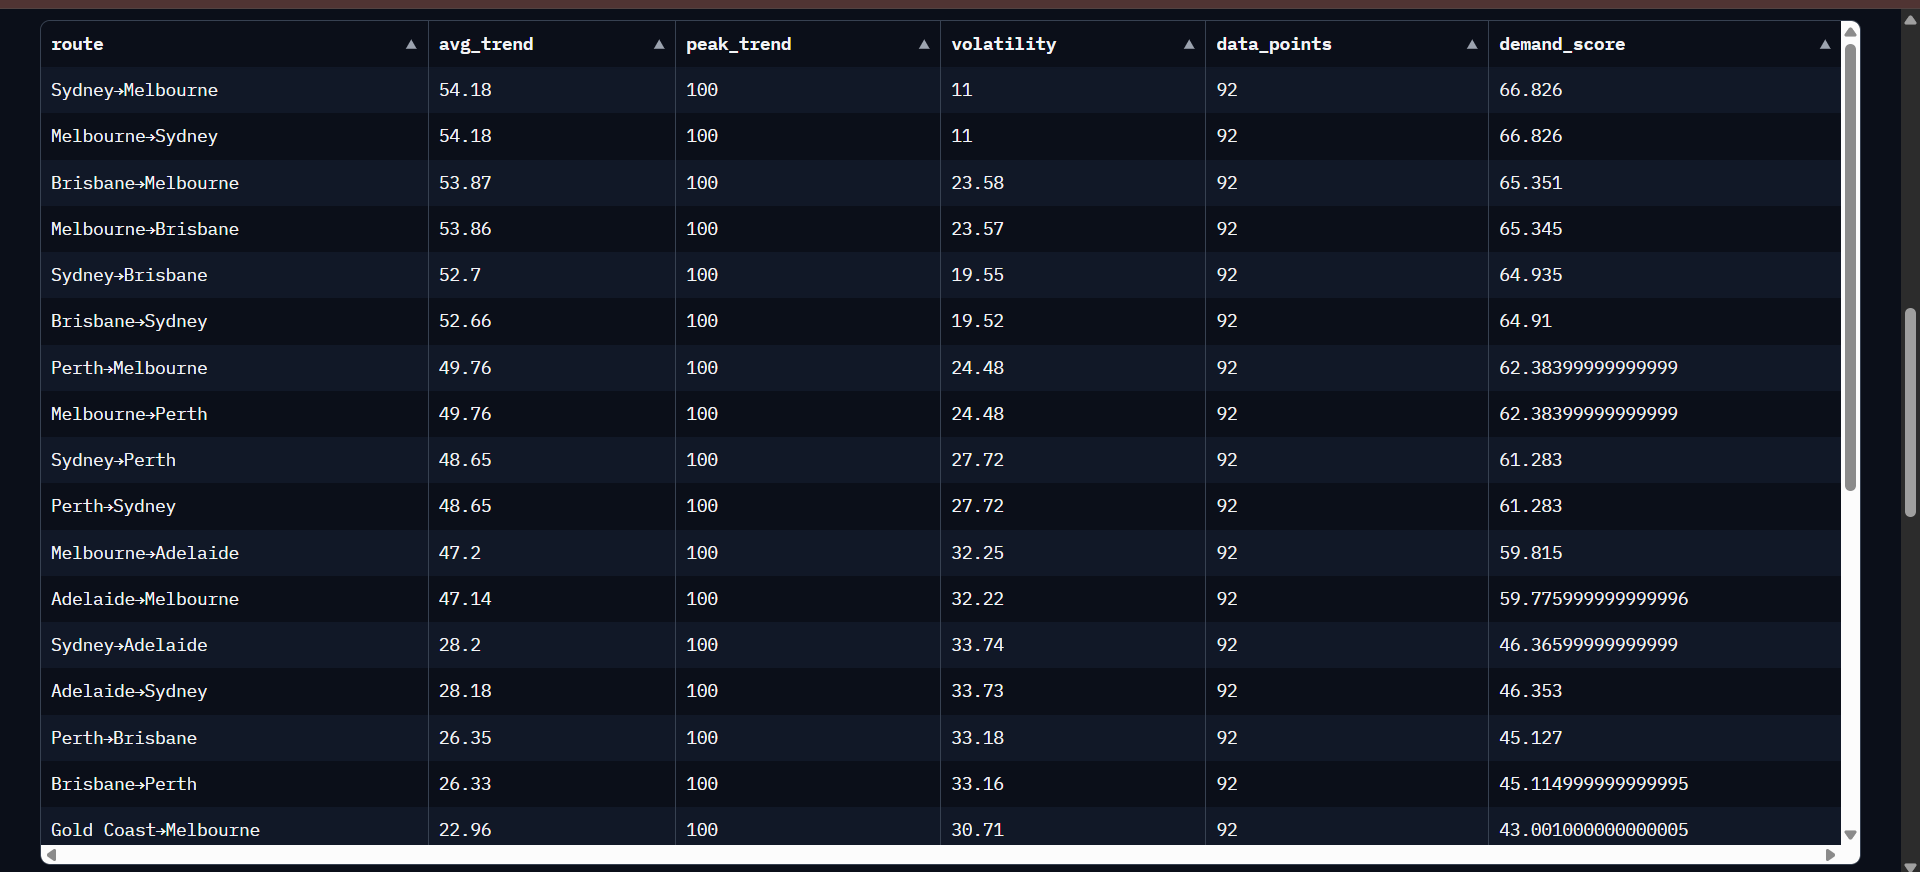 route ▲ avg_trend ▲ peak_trend ▲ volatility ▲ data_points ▲ demand_score ▲
Sydney→Melbourne 54.18 100 11 92 66.826
Melbourne→Sydney 54.18 100 11 92 66.826
Brisbane→Melbourne 53.87 100 23.58 92 65.351
Melbourne→Brisbane 53.86 100 23.57 92 65.345
Sydney→Brisbane 52.7 100 19.55 92 64.935
Brisbane→Sydney 52.66 100 19.52 92 64.91
Perth→Melbourne 49.76 100 24.48 92 62.38399999999999
Melbourne→Perth 49.76 100 24.48 92 62.38399999999999
Sydney→Perth 48.65 100 27.72 92 61.283
Perth→Sydney 48.65 100 27.72 92 61.283
Melbourne→Adelaide 47.2 100 32.25 92 59.815
Adelaide→Melbourne 47.14 100 32.22 92 59.775999999999996
Sydney→Adelaide 28.2 100 33.74 92 46.36599999999999
Adelaide→Sydney 28.18 100 33.73 92 46.353
Perth→Brisbane 26.35 100 33.18 92 45.127
Brisbane→Perth 26.33 100 33.16 92 45.114999999999995
Gold Coast→Melbourne 22.96 100 30.71 92 43.001000000000005